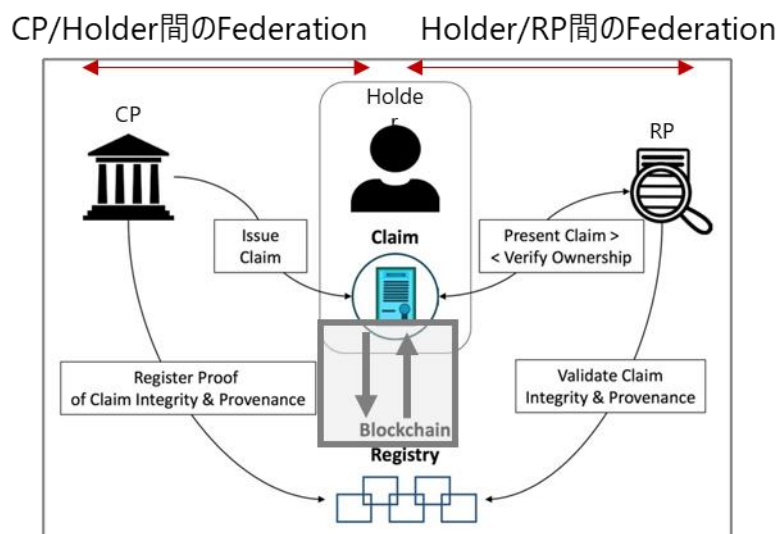 CP/Holder間のFederation
Holder/RP間のFederation
CP
Holde
r
RP
Issue
Claim
Claim
Present Claim >
< Verify Ownership
Register Proof
of Claim Integrity & Provenance
Validate Claim
Integrity & Provenance
Blockchain
Registry